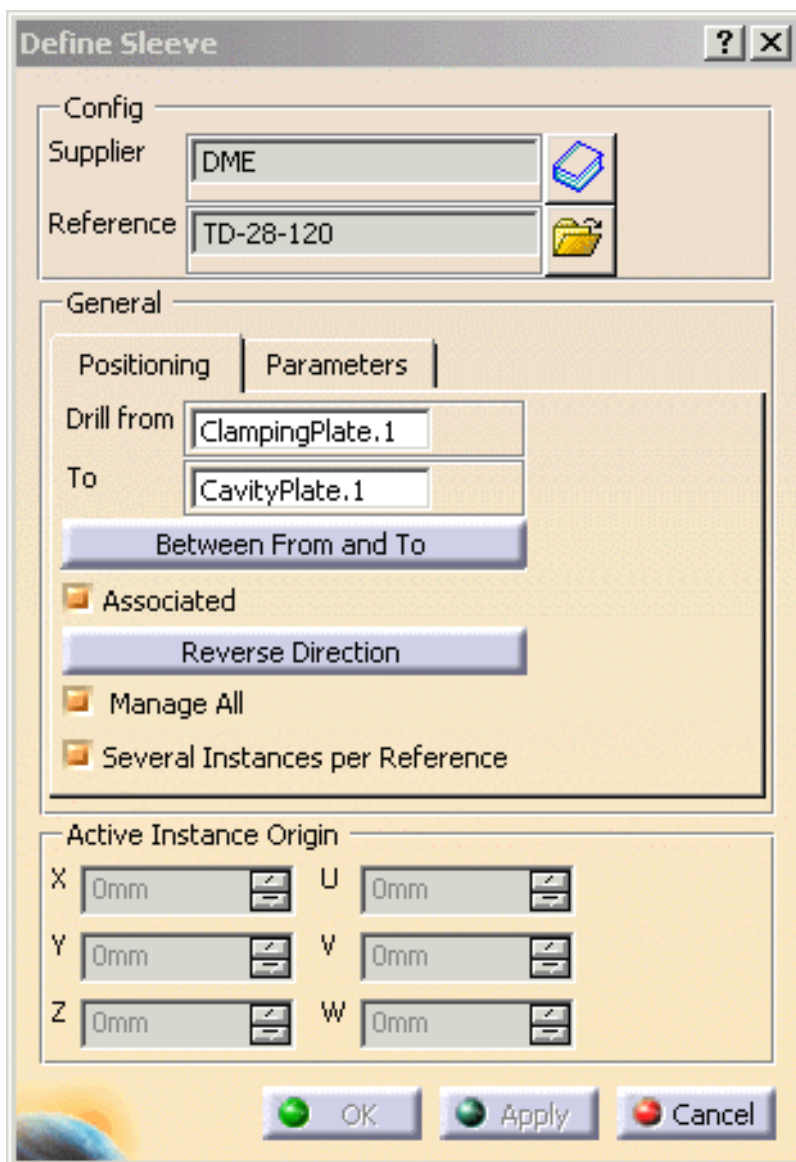 Define Sleeve
Config
Supplier DME
Reference TD-28-120
General
Positioning Parameters
Drill from ClampingPlate.1
To CavityPlate.1
Between From and To
Associated
Reverse Direction
Manage All
Several Instances per Reference
Active Instance Origin
X 0mm U 0mm
Y 0mm V 0mm
Z 0mm W 0mm
OK Apply Cancel